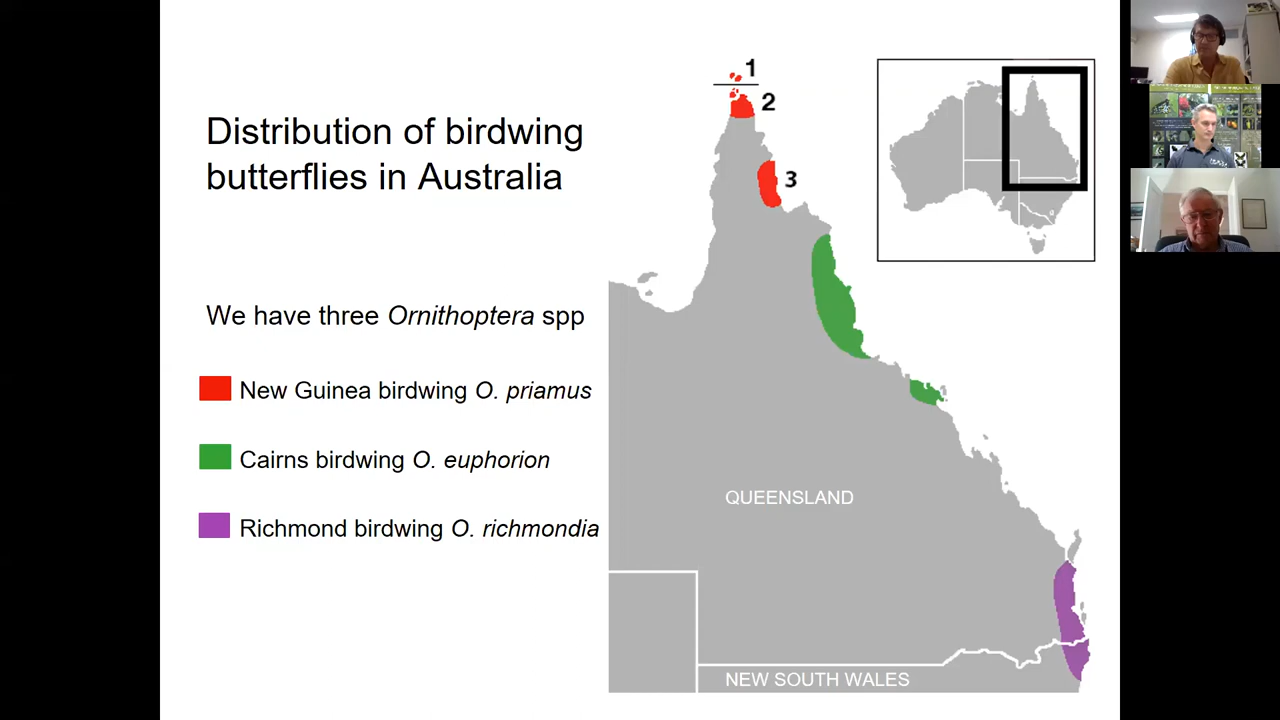 Distribution of birdwing
butterflies in Australia
We have three Ornithoptera spp
New Guinea birdwing O. priamus
Cairns birdwing O. euphorion
Richmond birdwing O. richmondia
1
2
3
QUEENSLAND
NEW SOUTH WALES